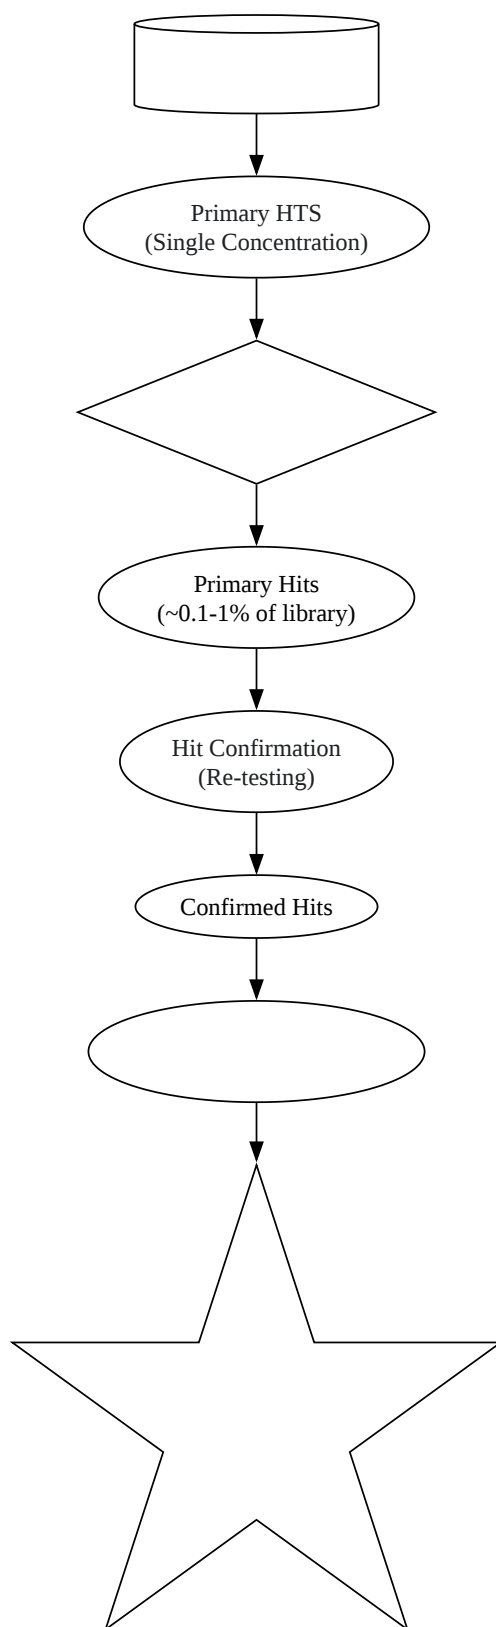 Primary HTS
(Single Concentration)
Primary Hits
(~0.1-1% of library)
Hit Confirmation
(Re-testing)
Confirmed Hits